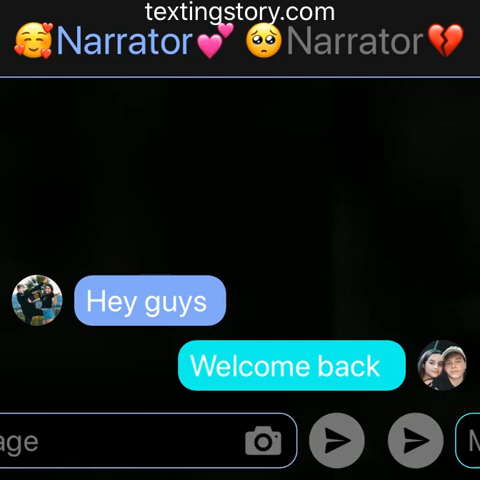 textingstory.com
🥰Narrator💕 🥺Narrator💔
Hey guys
Welcome back
age
M